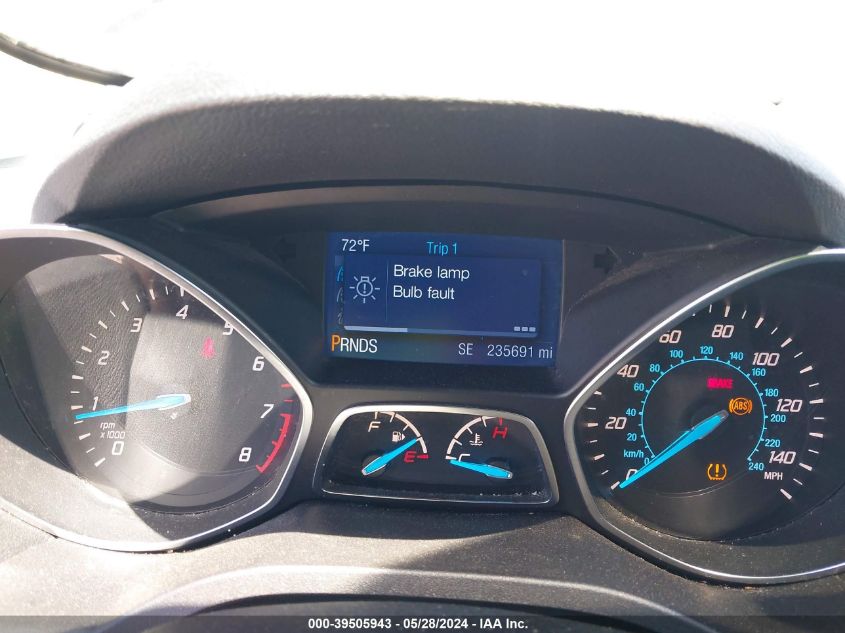 72°F Trip 1
Brake lamp
Bulb fault
PRNDS SE 235691 mi
0 1 2 3 4 5 6 7 8
rpm
x1000
F
E
H
C
0 20 40 60 80 100 120 140
MPH
km/h 0 20 40 60 80 100 120 140 160 180 200 220 240
BRAKE
ABS
000-39505943 - 05/28/2024 - IAA Inc.